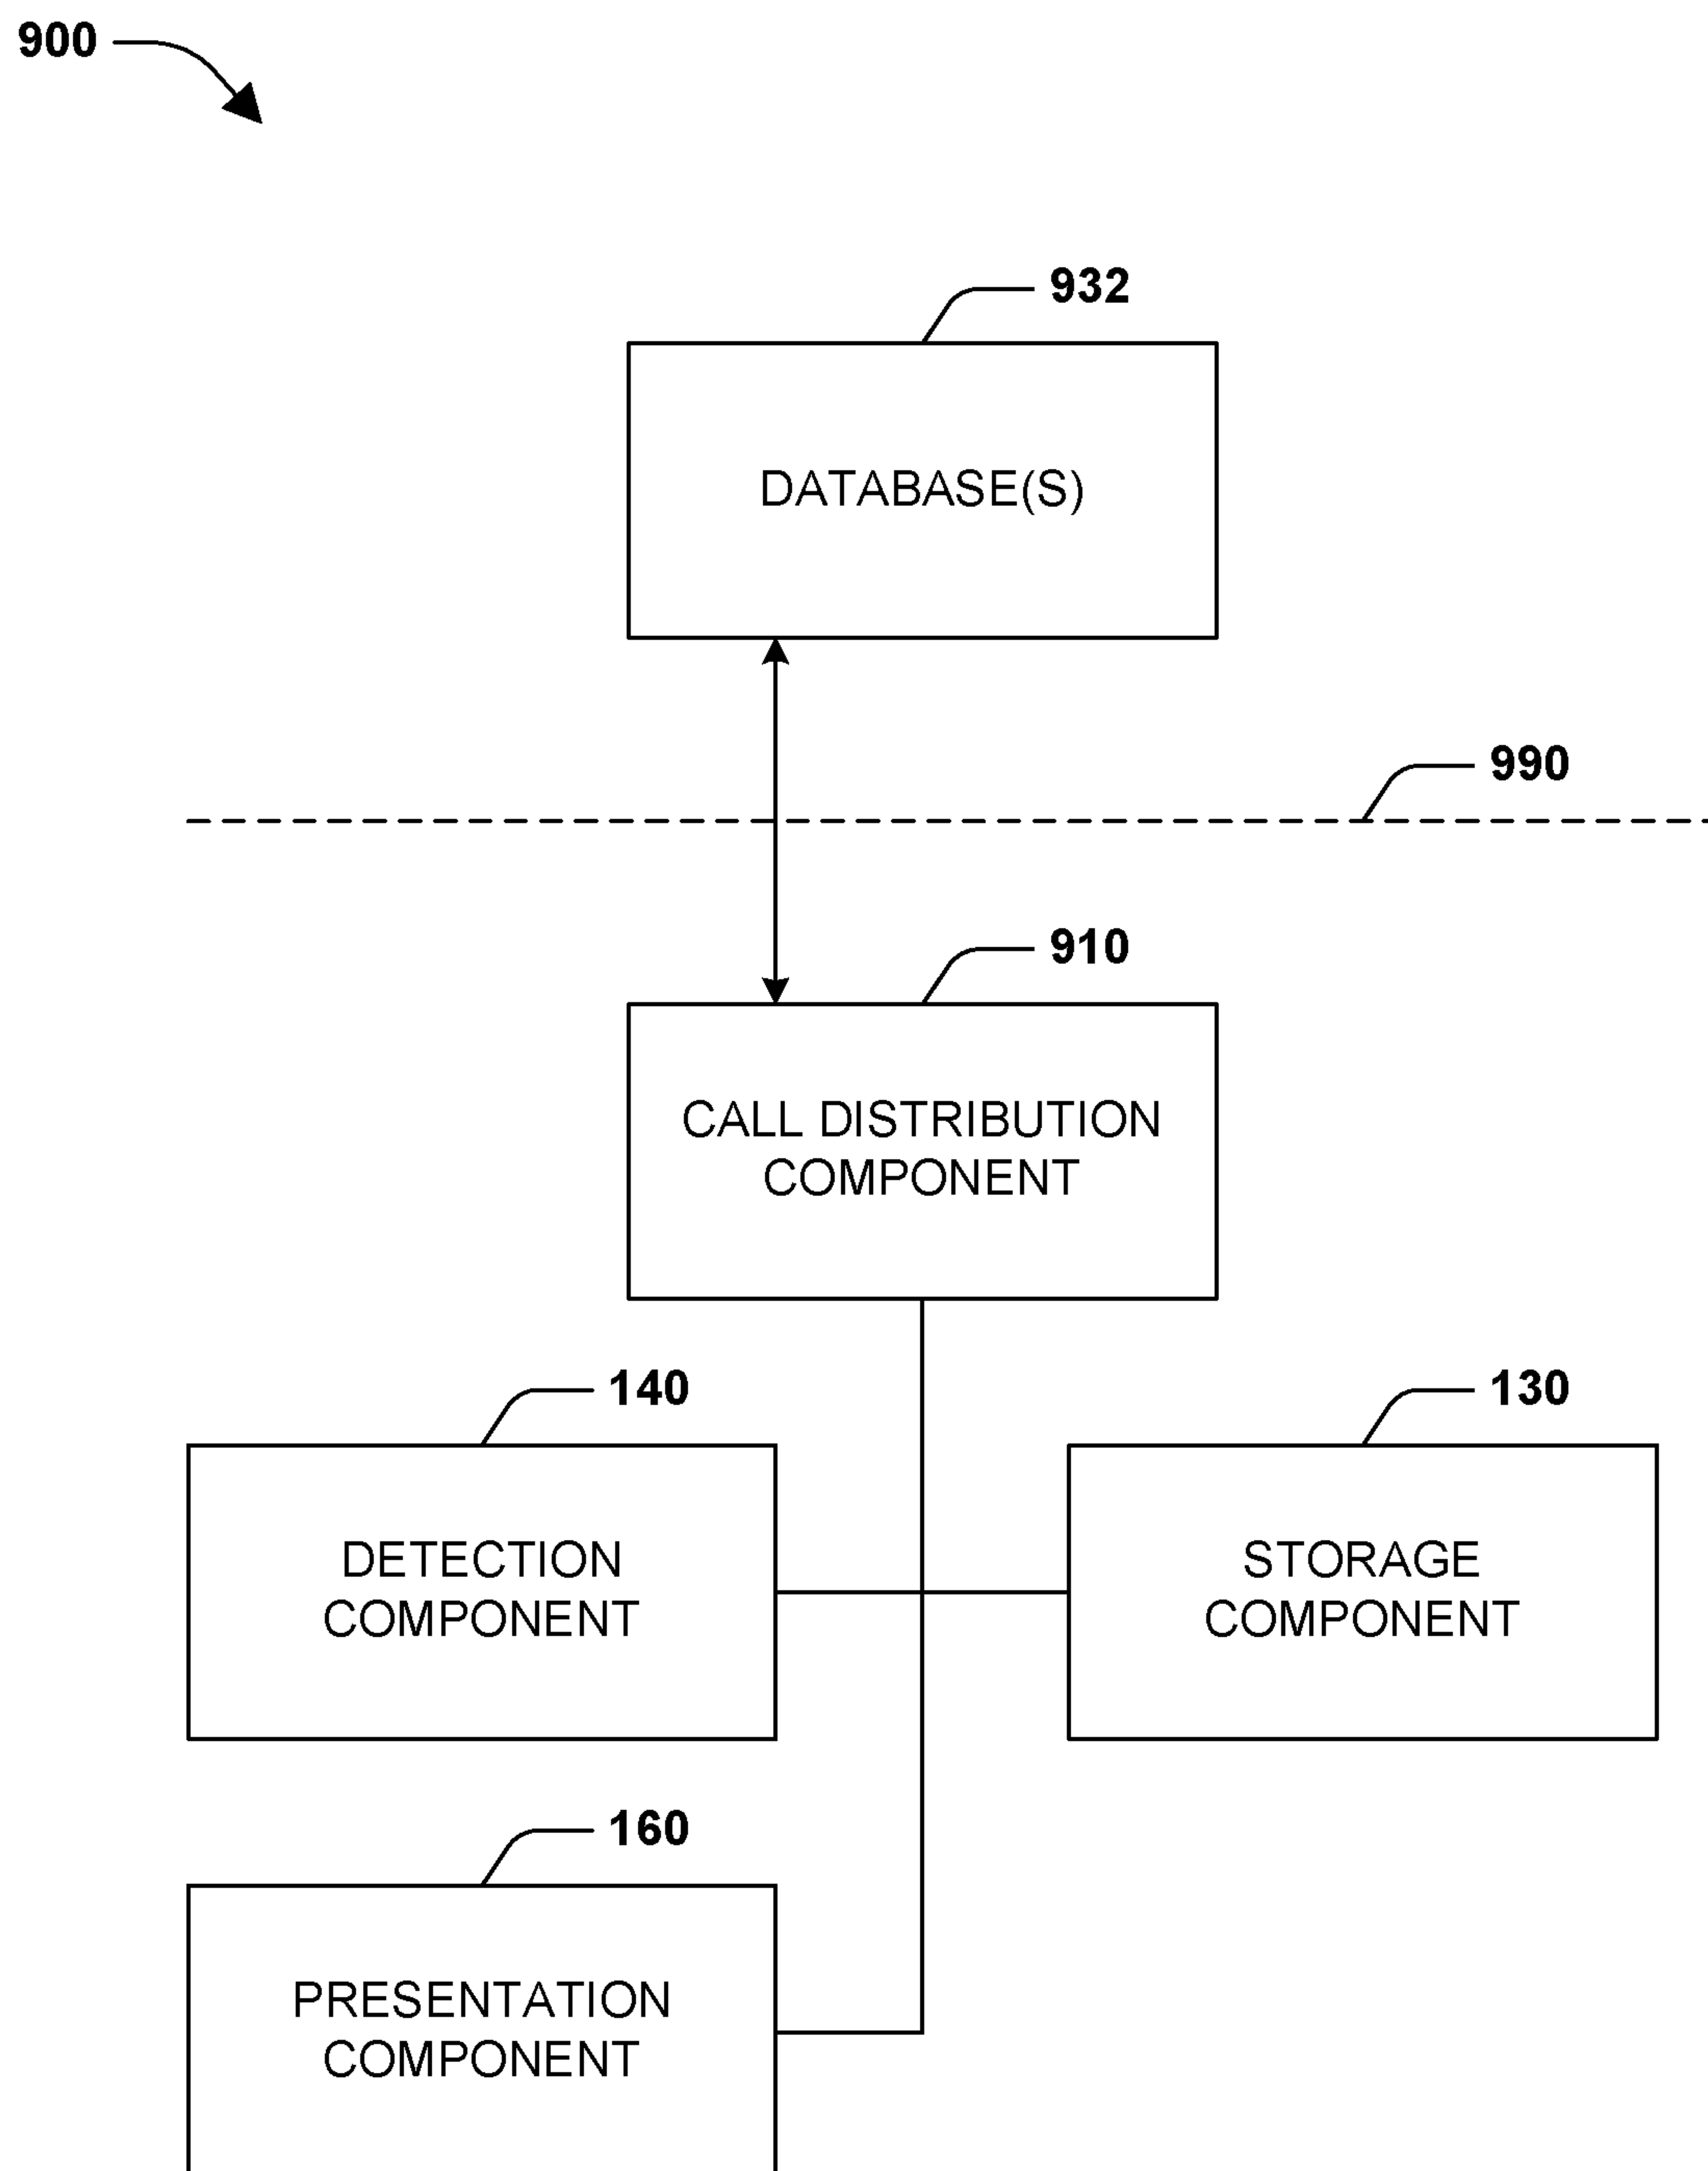 900
932
DATABASE(S)
990
910
CALL DISTRIBUTION
COMPONENT
140
130
DETECTION
COMPONENT
STORAGE
COMPONENT
160
PRESENTATION
COMPONENT